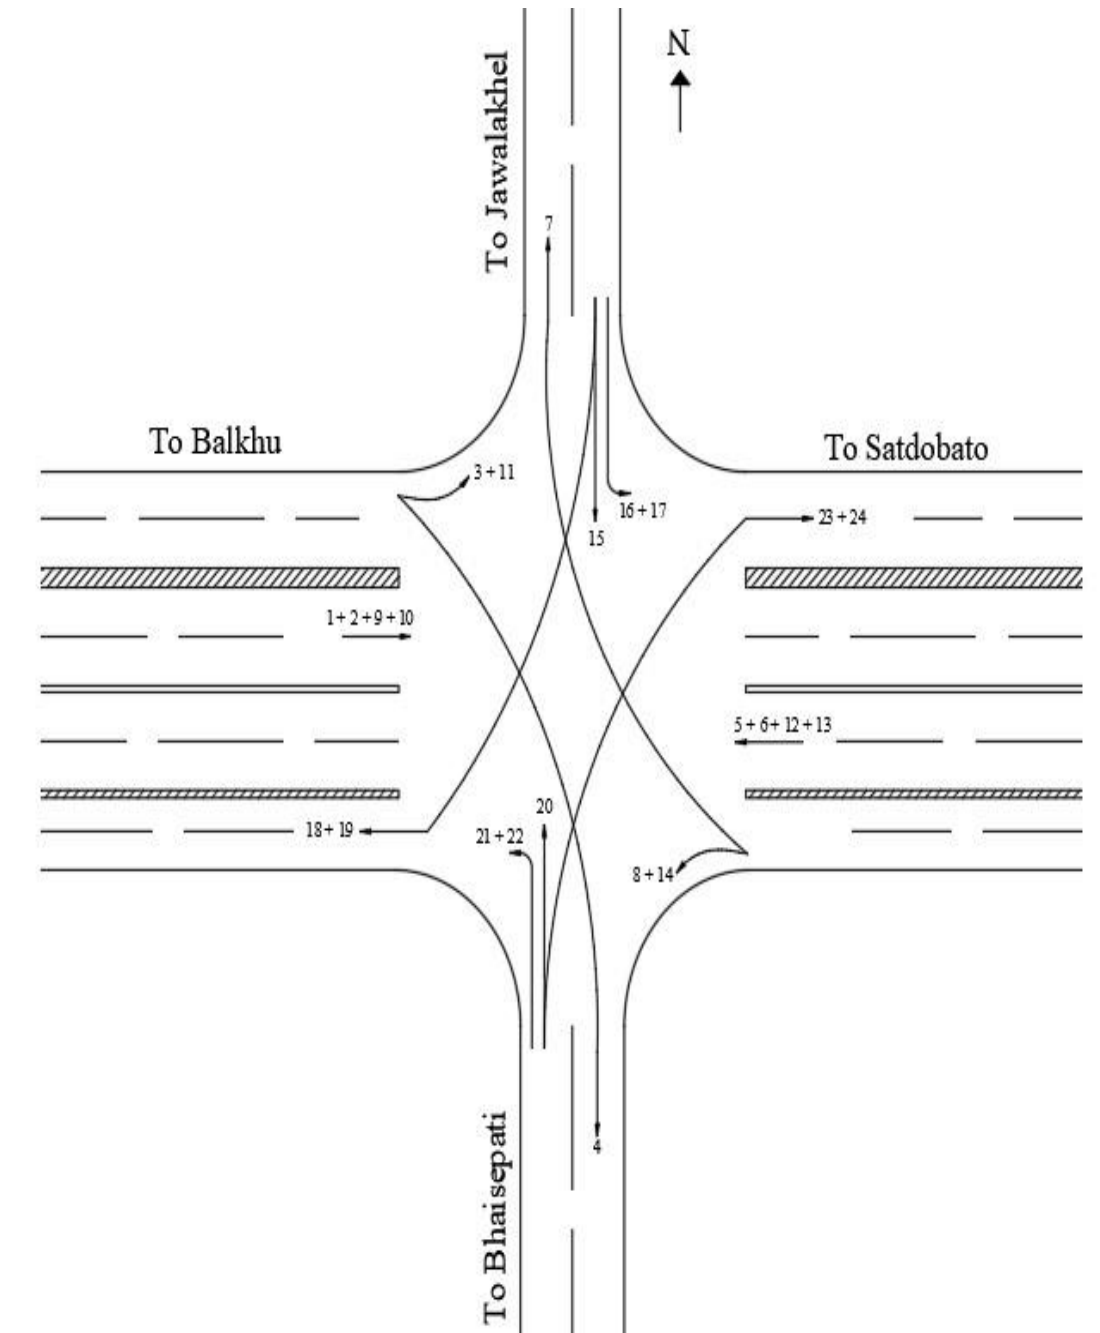 N
To Jawalakhel
7
To Balkhu
To Satdobato
3 + 11
16 + 17
23 + 24
15
1 + 2 + 9 + 10
5 + 6 + 12 + 13
20
18 + 19
21 + 22
8 + 14
4
To Bhaisepati